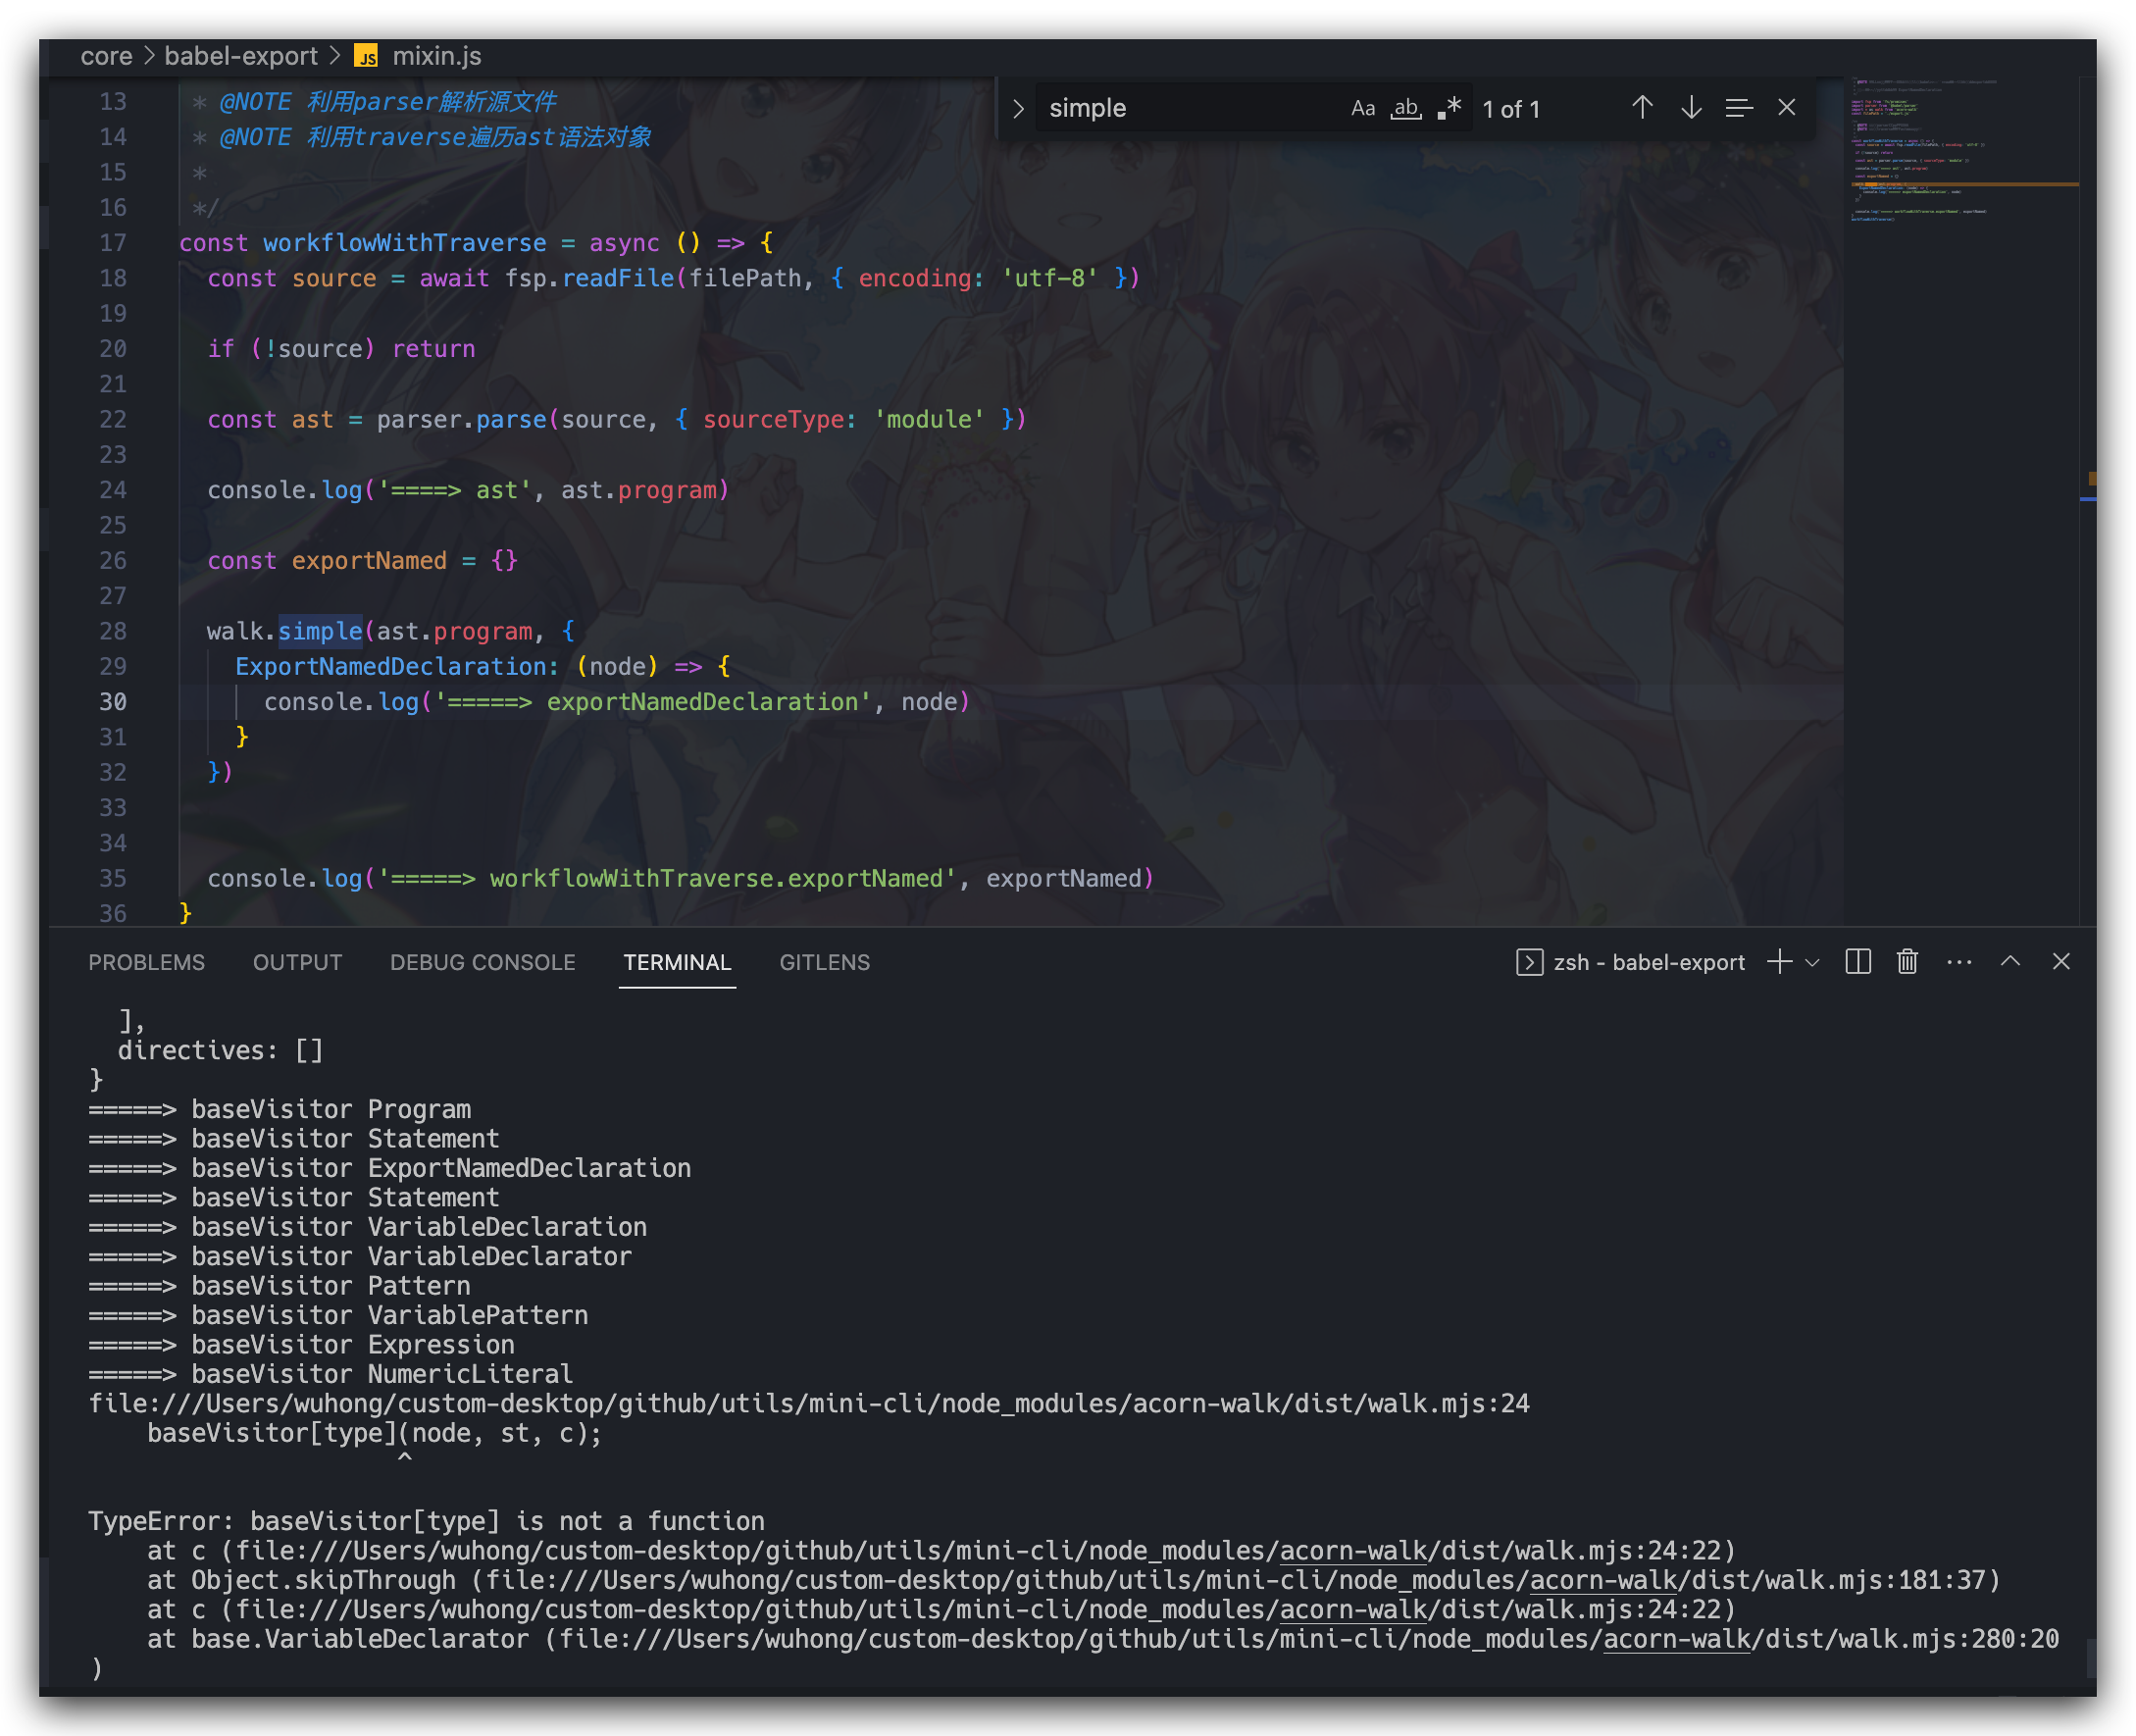 core > babel-export > JS mixin.js
simple Aa ab .* 1 of 1
13 * @NOTE 利用parser解析源文件
14 * @NOTE 利用traverse遍历ast语法对象
15 *
16 */
17 const workflowWithTraverse = async () => {
18 const source = await fsp.readFile(filePath, { encoding: 'utf-8' })
19
20 if (!source) return
21
22 const ast = parser.parse(source, { sourceType: 'module' })
23
24 console.log('====> ast', ast.program)
25
26 const exportNamed = {}
27
28 walk.simple(ast.program, {
29 ExportNamedDeclaration: (node) => {
30 console.log('=====> exportNamedDeclaration', node)
31 }
32 })
33
34
35 console.log('=====> workflowWithTraverse.exportNamed', exportNamed)
36 }
PROBLEMS OUTPUT DEBUG CONSOLE TERMINAL GITLENS zsh - babel-export
],
directives: []
}
=====> baseVisitor Program
=====> baseVisitor Statement
=====> baseVisitor ExportNamedDeclaration
=====> baseVisitor Statement
=====> baseVisitor VariableDeclaration
=====> baseVisitor VariableDeclarator
=====> baseVisitor Pattern
=====> baseVisitor VariablePattern
=====> baseVisitor Expression
=====> baseVisitor NumericLiteral
file:///Users/wuhong/custom-desktop/github/utils/mini-cli/node_modules/acorn-walk/dist/walk.mjs:24
baseVisitor[type](node, st, c);
^
TypeError: baseVisitor[type] is not a function
at c (file:///Users/wuhong/custom-desktop/github/utils/mini-cli/node_modules/acorn-walk/dist/walk.mjs:24:22)
at Object.skipThrough (file:///Users/wuhong/custom-desktop/github/utils/mini-cli/node_modules/acorn-walk/dist/walk.mjs:181:37)
at c (file:///Users/wuhong/custom-desktop/github/utils/mini-cli/node_modules/acorn-walk/dist/walk.mjs:24:22)
at base.VariableDeclarator (file:///Users/wuhong/custom-desktop/github/utils/mini-cli/node_modules/acorn-walk/dist/walk.mjs:280:20
)